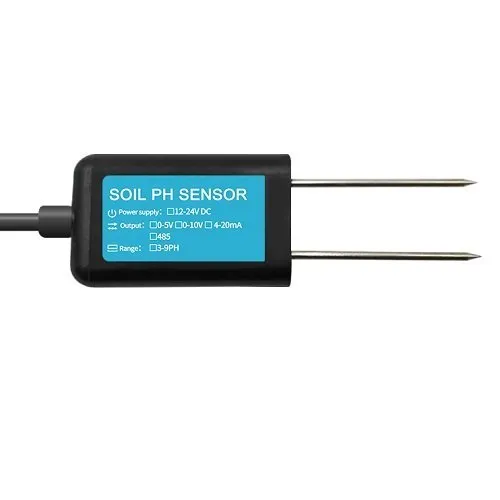 SOIL PH SENSOR
Power supply: □12-24V DC
Output: □0-5V □0-10V □4-20mA
□485
Range: □3-9PH